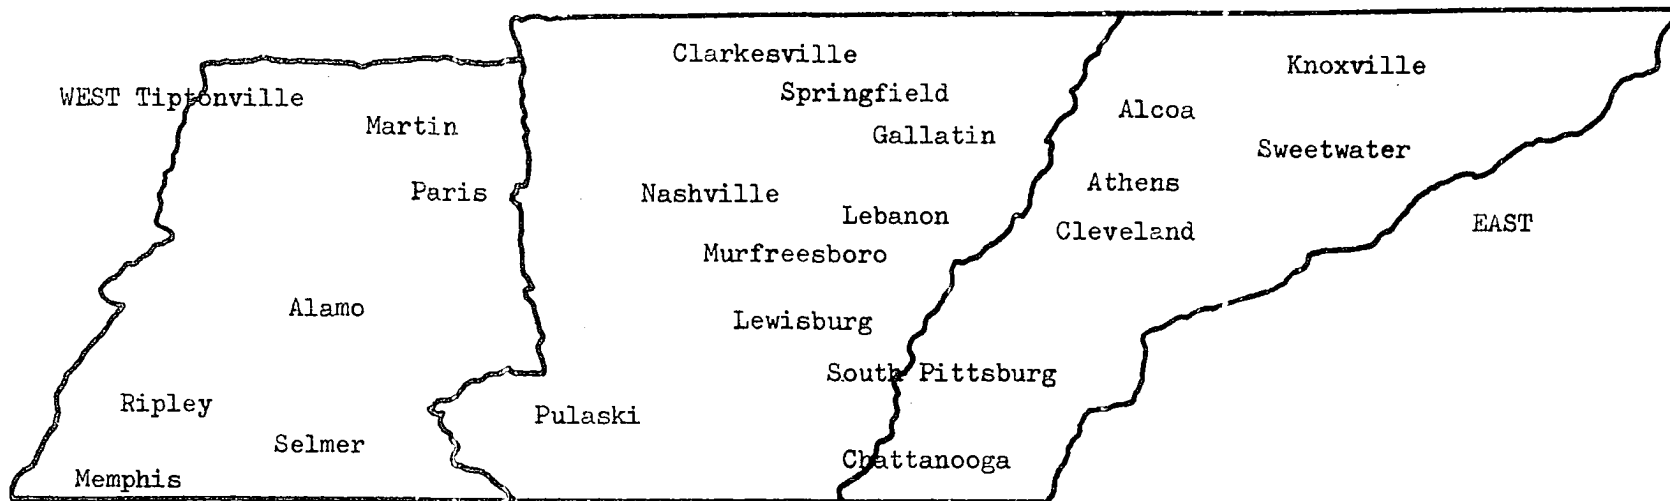 Clarkesville
Knoxville
WEST Tiptonville
Springfield
Alcoa
Martin
Gallatin
Sweetwater
Paris
Nashville
Athens
Lebanon
Cleveland
EAST
Murfreesboro
Alamo
Lewisburg
South Pittsburg
Ripley
Pulaski
Selmer
Chattanooga
Memphis